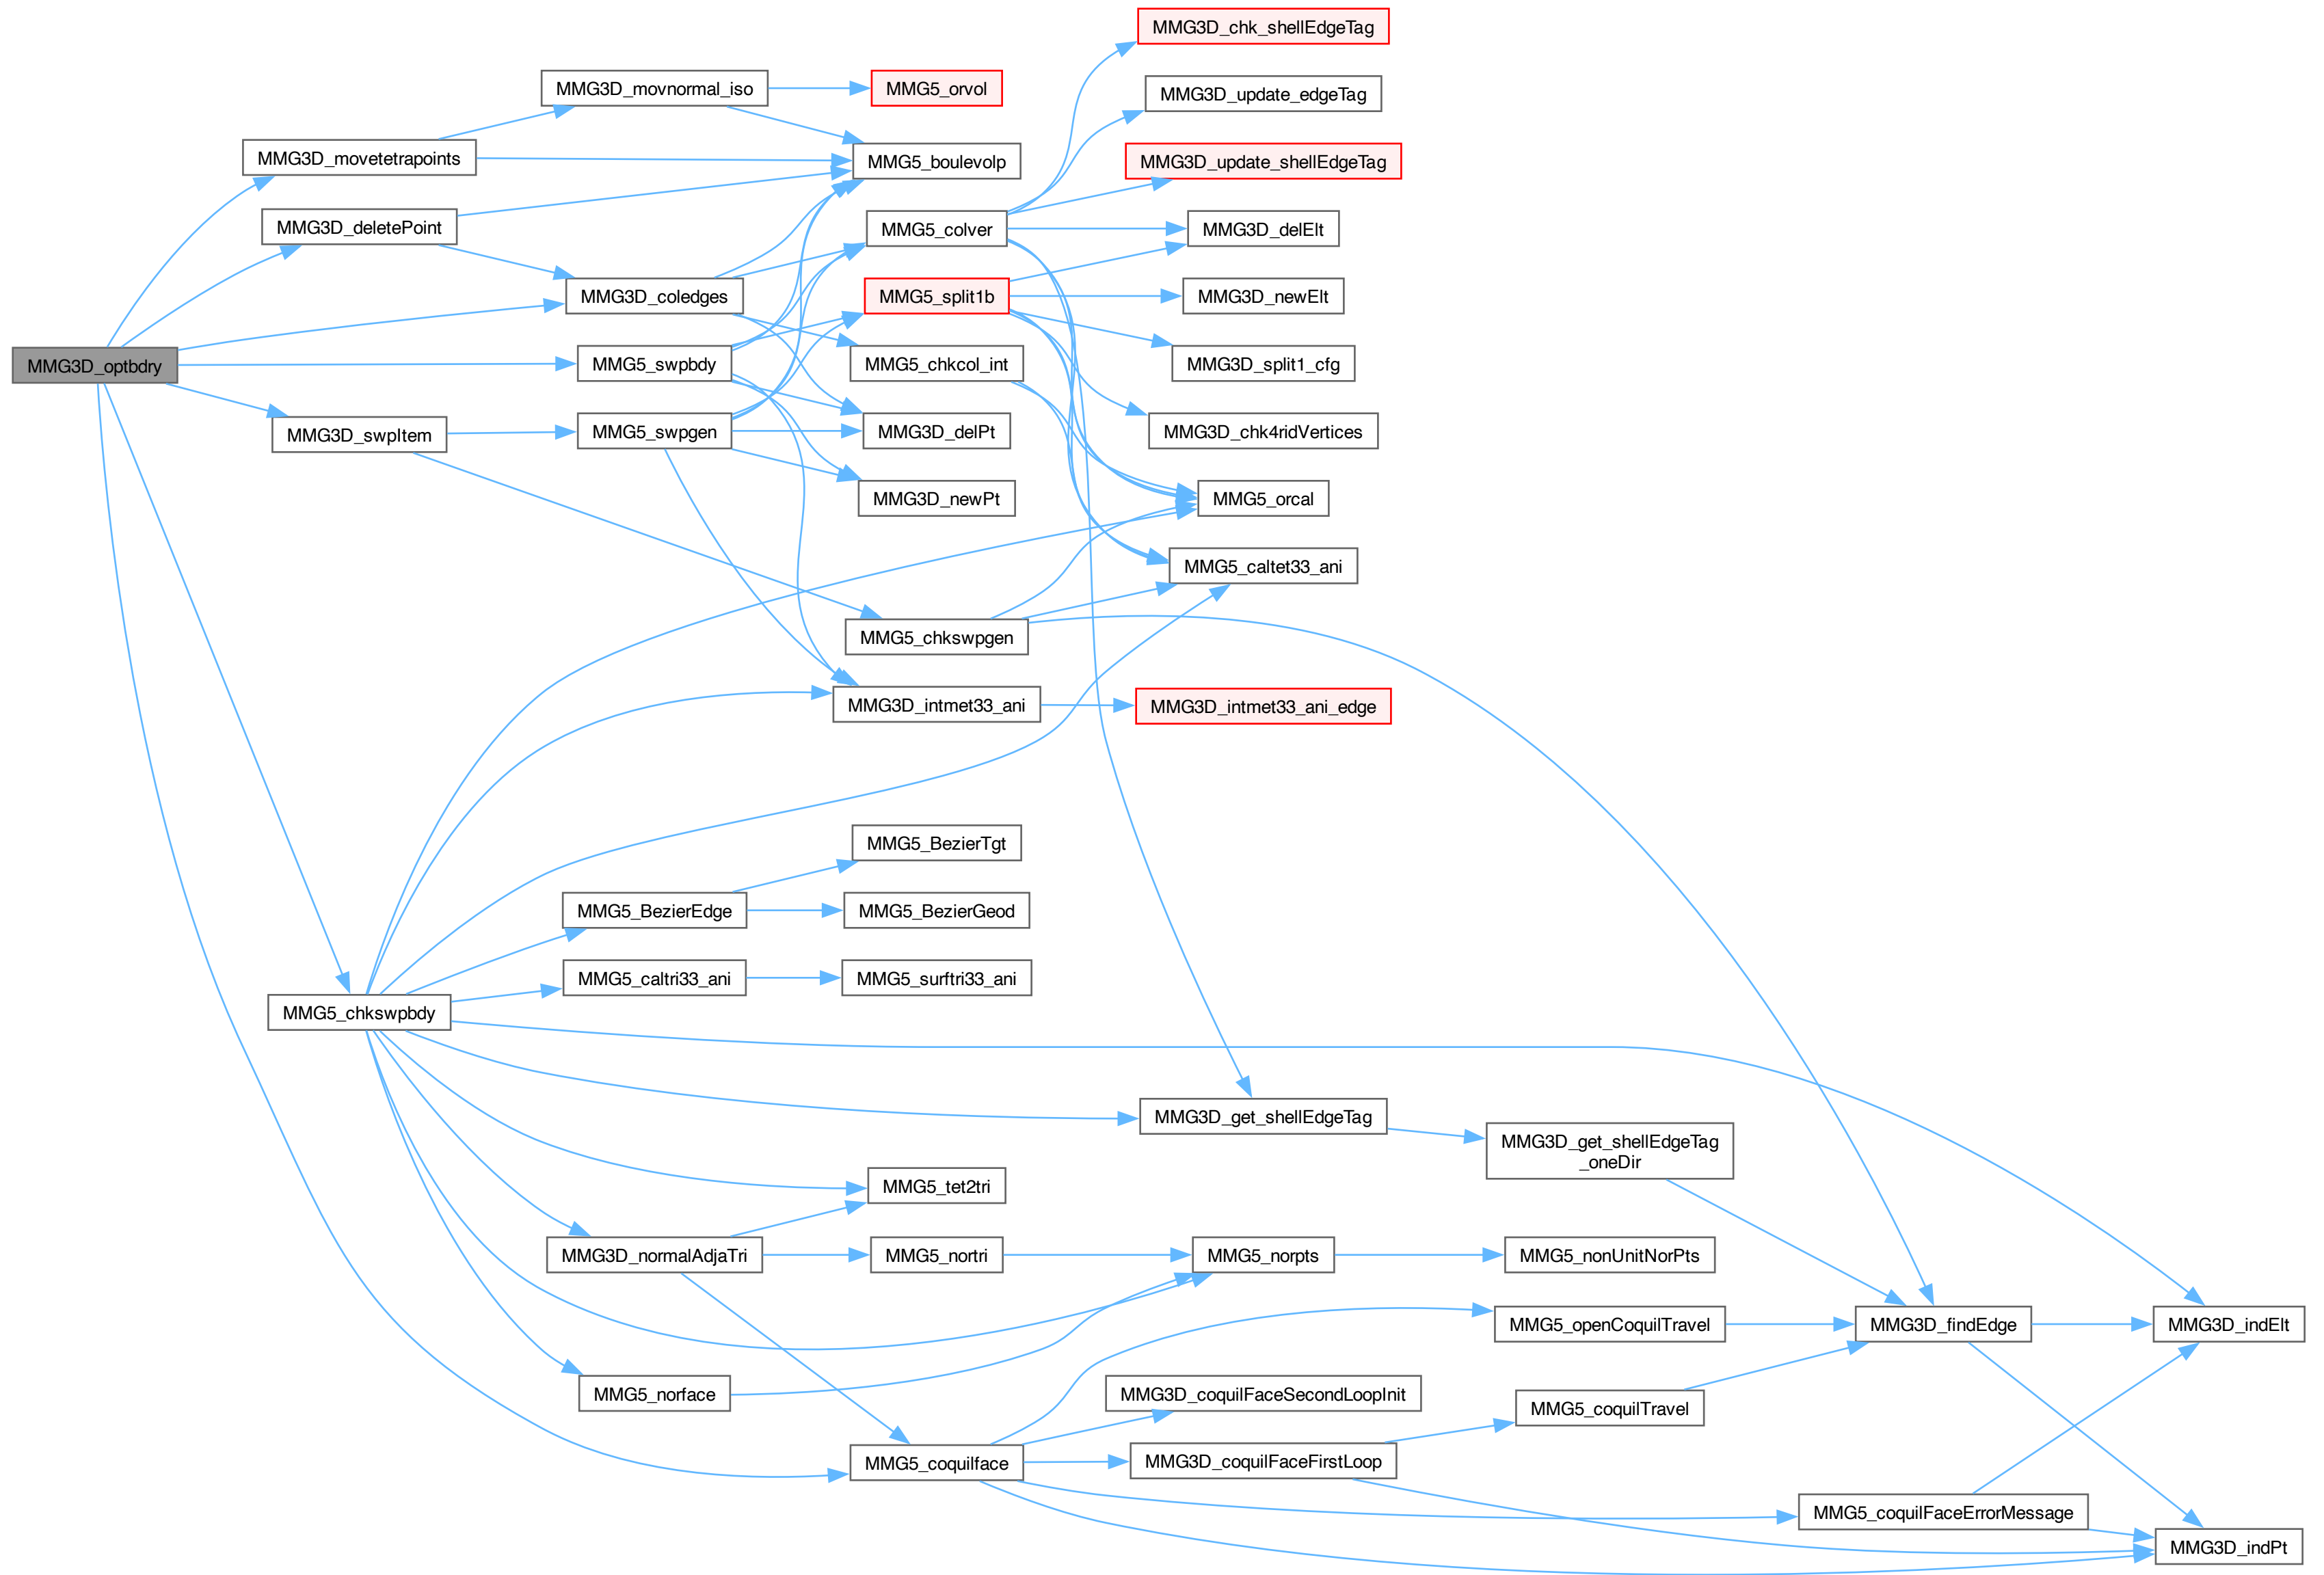 MMG3D_chk_shellEdgeTag
MMG3D_movnormal_iso
MMG5_orvol
MMG3D_update_edgeTag
MMG3D_movetetrapoints
MMG5_boulevolp
MMG3D_update_shellEdgeTag
MMG3D_deletePoint
MMG5_colver
MMG3D_delElt
MMG3D_coledges
MMG5_split1b
MMG3D_newElt
MMG3D_optbdry
MMG5_swpbdy
MMG5_chkcol_int
MMG3D_split1_cfg
MMG3D_swpItem
MMG5_swpgen
MMG3D_delPt
MMG3D_chk4ridVertices
MMG3D_newPt
MMG5_orcal
MMG5_caltet33_ani
MMG5_chkswpgen
MMG3D_intmet33_ani
MMG3D_intmet33_ani_edge
MMG5_BezierTgt
MMG5_BezierEdge
MMG5_BezierGeod
MMG5_caltri33_ani
MMG5_surftri33_ani
MMG5_chkswpbdy
MMG3D_get_shellEdgeTag
MMG3D_get_shellEdgeTag
_oneDir
MMG5_tet2tri
MMG3D_normalAdjaTri
MMG5_nortri
MMG5_norpts
MMG5_nonUnitNorPts
MMG5_openCoquilTravel
MMG3D_findEdge
MMG3D_indElt
MMG5_norface
MMG3D_coquilFaceSecondLoopInit
MMG5_coquilTravel
MMG5_coquilface
MMG3D_coquilFaceFirstLoop
MMG5_coquilFaceErrorMessage
MMG3D_indPt